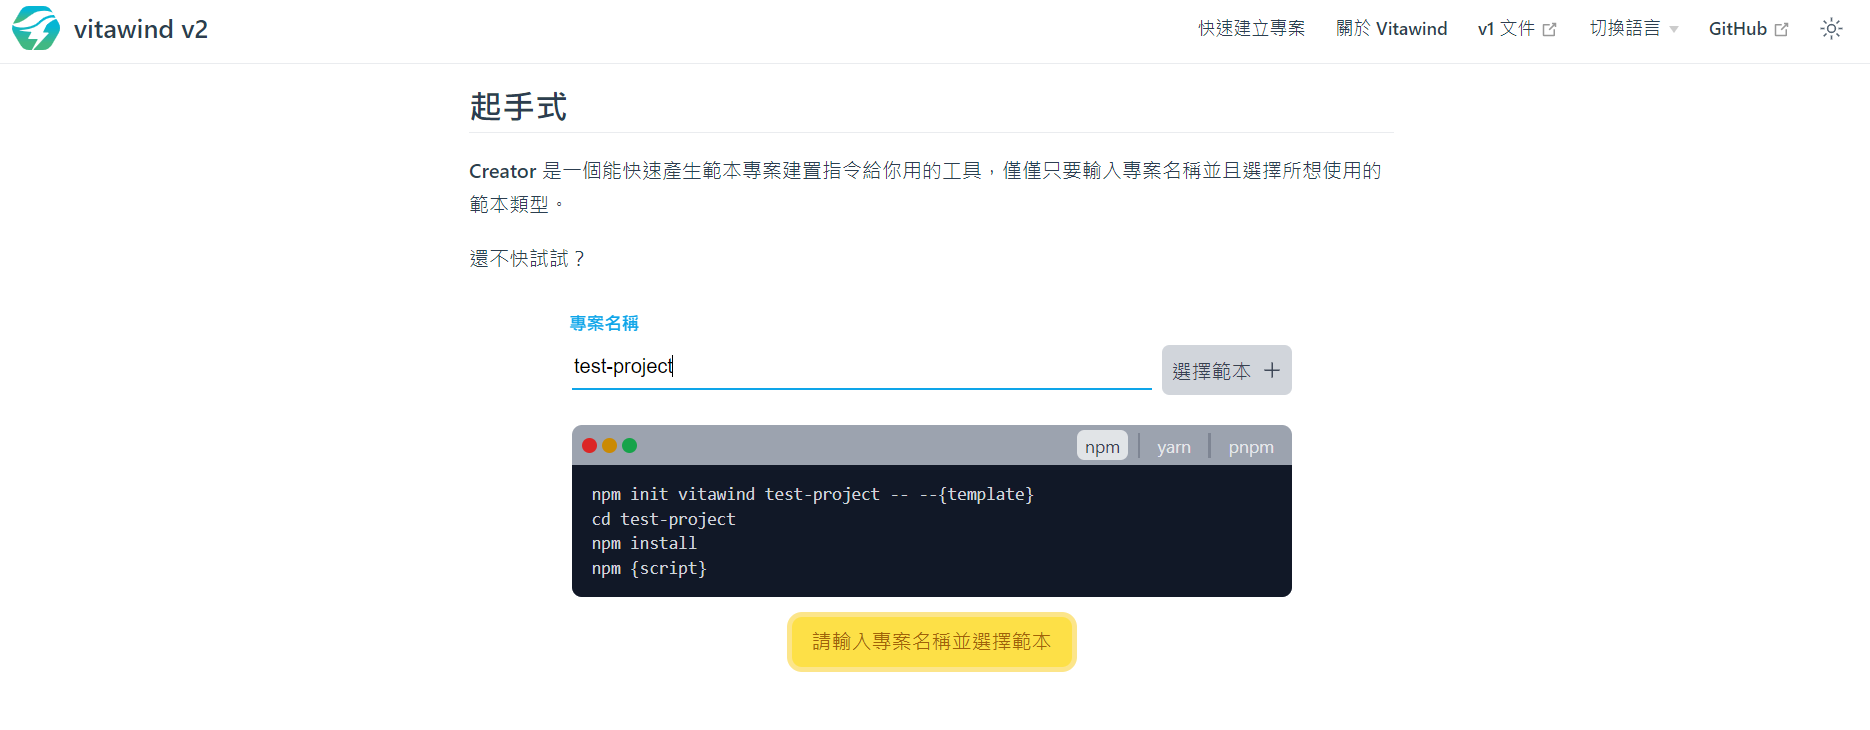 vitawind v2
快速建立專案
關於 Vitawind
v1 文件
切換語言
GitHub
起手式
Creator 是一個能快速產生範本專案建置指令給你用的工具，僅僅只要輸入專案名稱並且選擇所想使用的
範本類型。
還不快試試？
專案名稱
test-project
選擇範本 +
npm
yarn
pnpm
npm init vitawind test-project -- --{template}
cd test-project
npm install
npm {script}
請輸入專案名稱並選擇範本